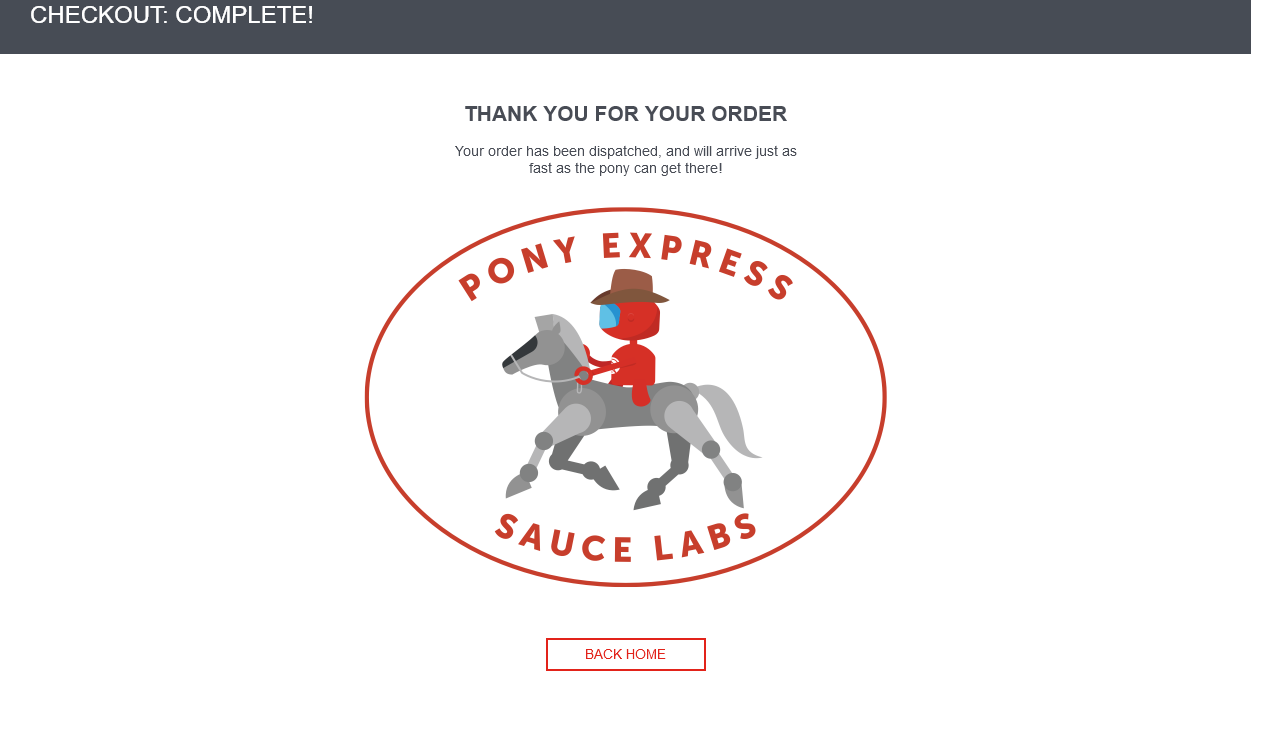 CHECKOUT: COMPLETE!
THANK YOU FOR YOUR ORDER
Your order has been dispatched, and will arrive just as
fast as the pony can get there!
PONY EXPRESS
SAUCE LABS
BACK HOME